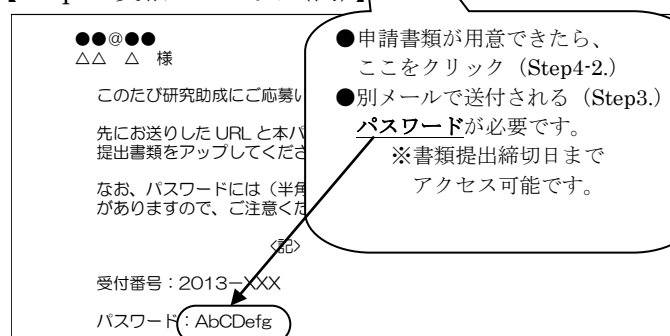 ●●@●●
△△ △ 様
このたび研究助成にご応募い
先にお送りした URL と本パ
提出書類をアップしてくださ
なお、パスワードには（半角
がありますので、ご注意くた
〈記〉
受付番号：2013－XXX
パスワード：AbCDefg
●申請書類が用意できたら、
ここをクリック（Step4-2.）
●別メールで送付される（Step3.）
パスワードが必要です。
※書類提出締切日まで
アクセス可能です。